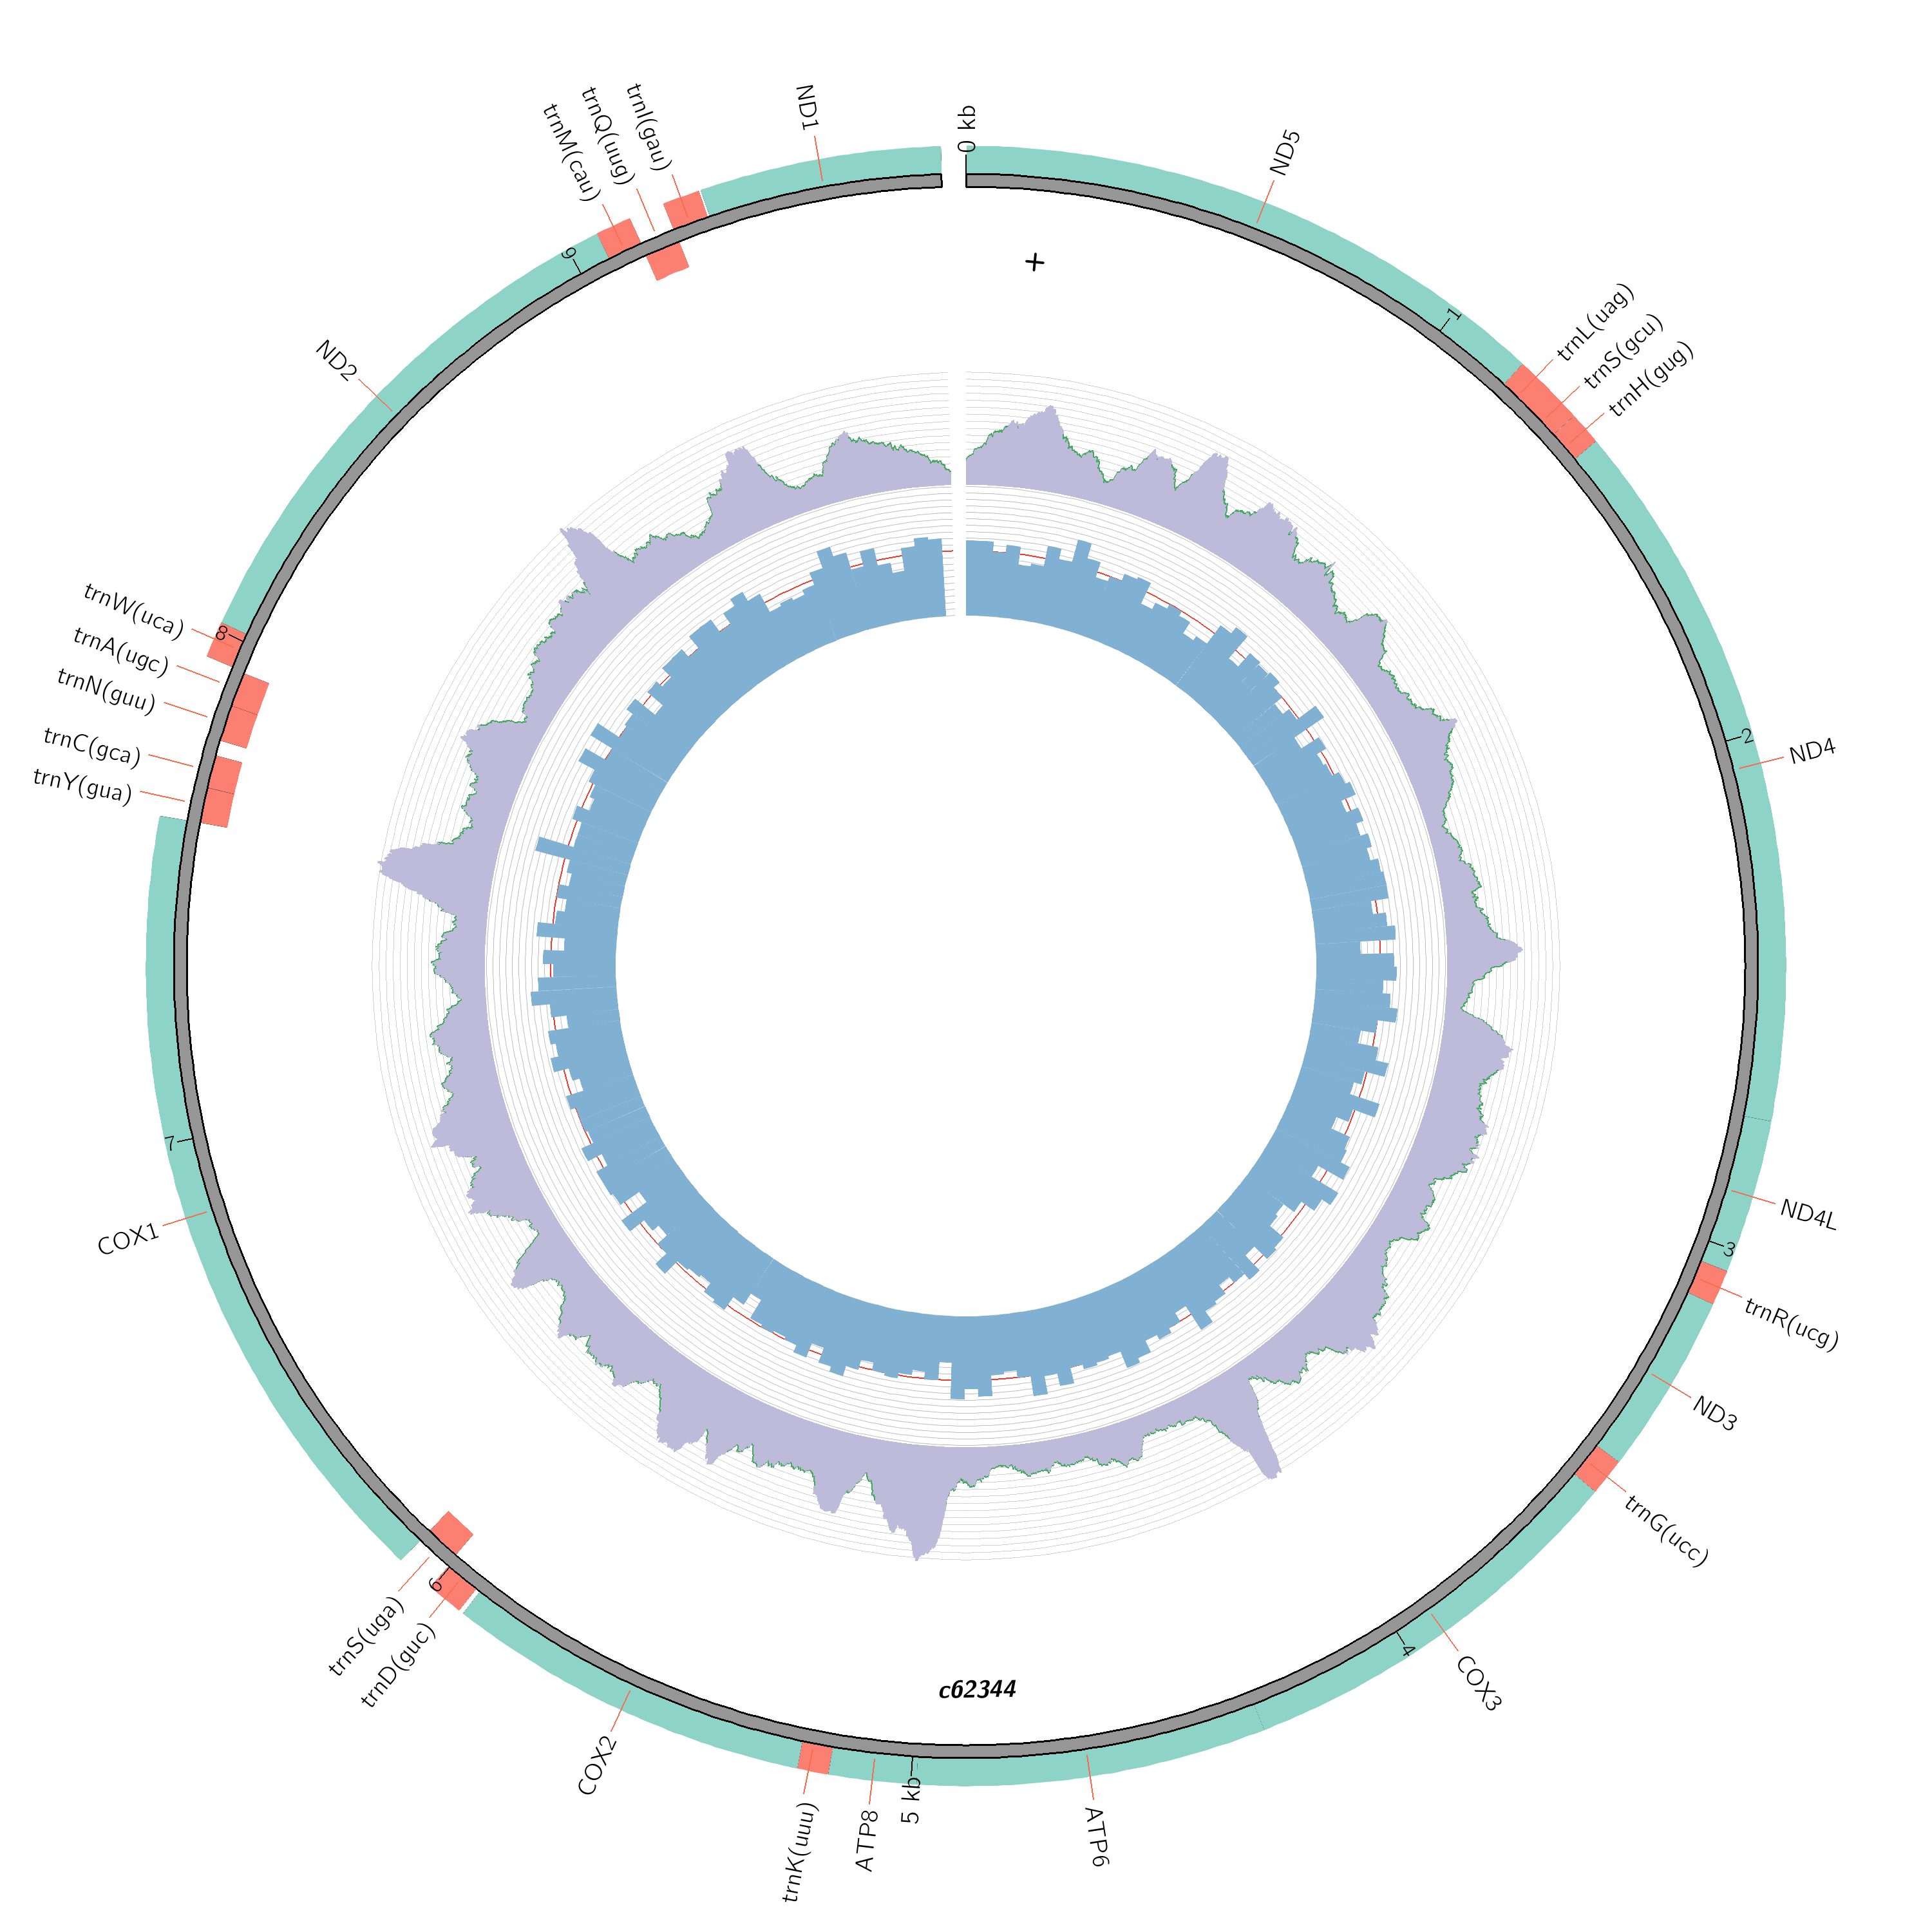 0 kb
ND5
1
trnL(uag)
trnS(gcu)
trnH(gug)
2
ND4
ND4L
3
trnR(ucg)
ND3
trnG(ucc)
4
COX3
ATP6
5 kb
ATP8
trnK(uuu)
COX2
6
trnD(guc)
trnS(uga)
COX1
7
trnY(gua)
trnC(gca)
trnN(guu)
trnA(ugc)
8
trnW(uca)
ND2
9
trnM(cau)
trnQ(uug)
trnI(gau)
ND1
+
c62344